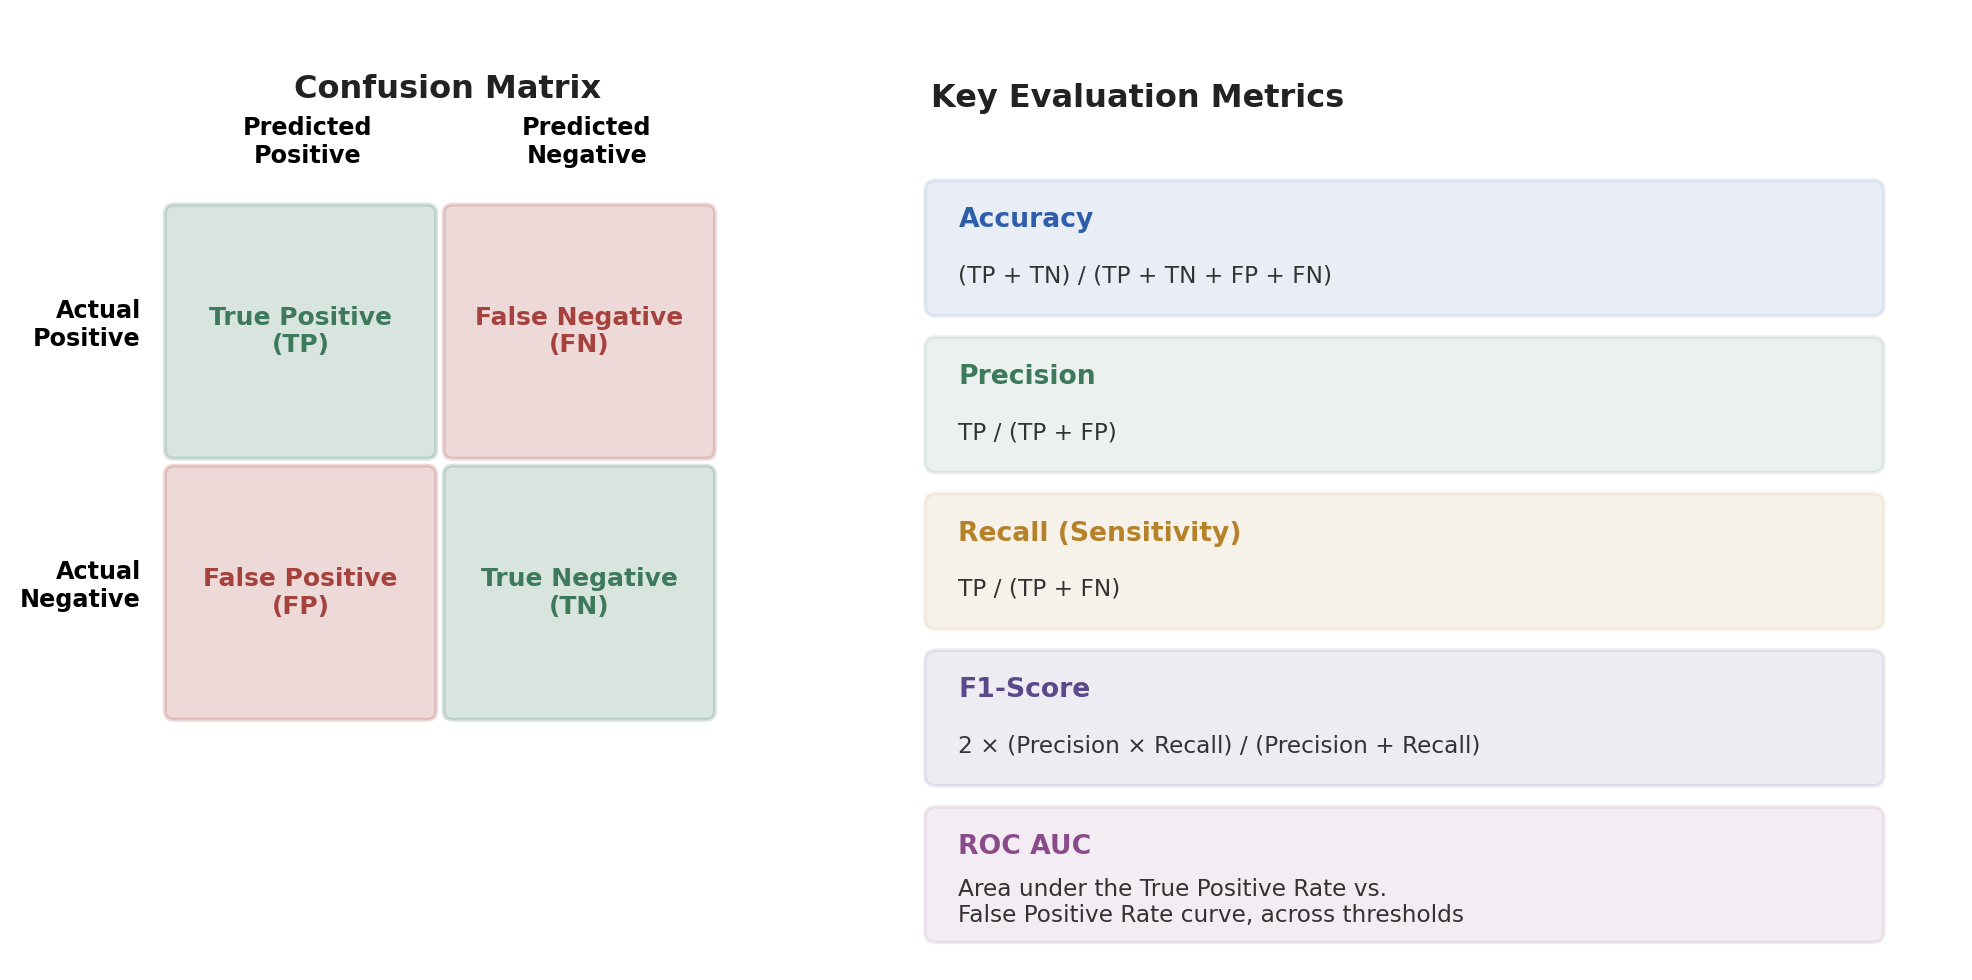 Confusion Matrix
Predicted
Positive
Predicted
Negative
Actual
Positive
True Positive
(TP)
False Negative
(FN)
Actual
Negative
False Positive
(FP)
True Negative
(TN)
Key Evaluation Metrics
Accuracy
(TP + TN) / (TP + TN + FP + FN)
Precision
TP / (TP + FP)
Recall (Sensitivity)
TP / (TP + FN)
F1-Score
2 × (Precision × Recall) / (Precision + Recall)
ROC AUC
Area under the True Positive Rate vs.
False Positive Rate curve, across thresholds